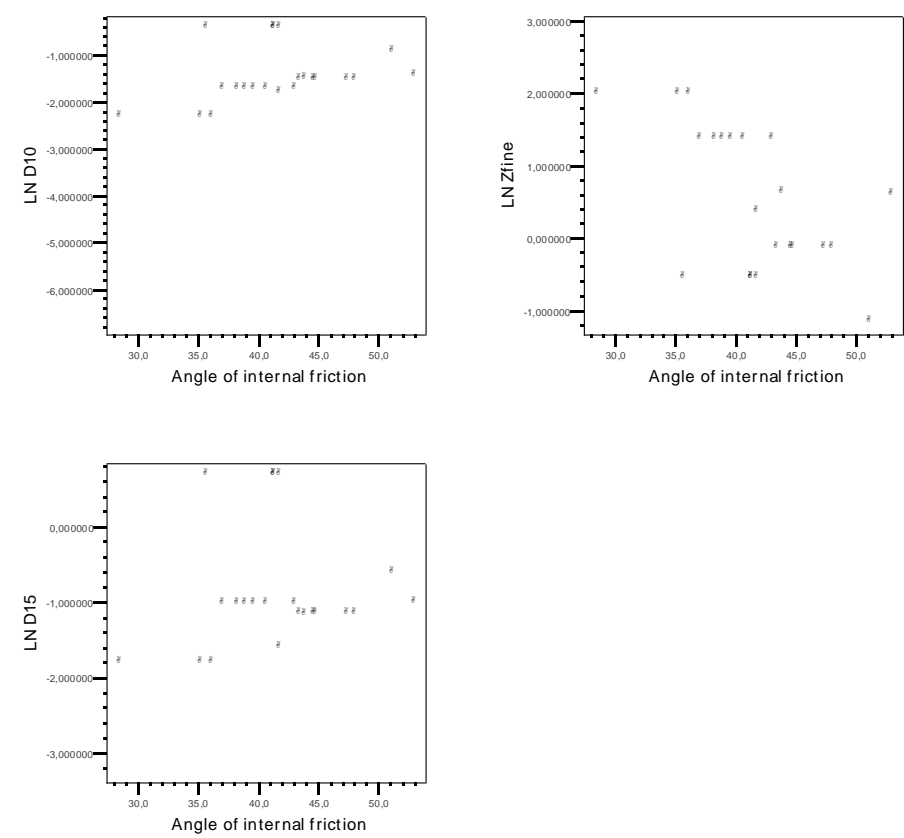 LN D10
-1,000000
-2,000000
-3,000000
-4,000000
-5,000000
-6,000000
30,0 35,0 40,0 45,0 50,0
Angle of internal friction
LN Zfine
3,000000
2,000000
1,000000
0,000000
-1,000000
30,0 35,0 40,0 45,0 50,0
Angle of internal friction
LN D15
0,000000
-1,000000
-2,000000
-3,000000
30,0 35,0 40,0 45,0 50,0
Angle of internal friction